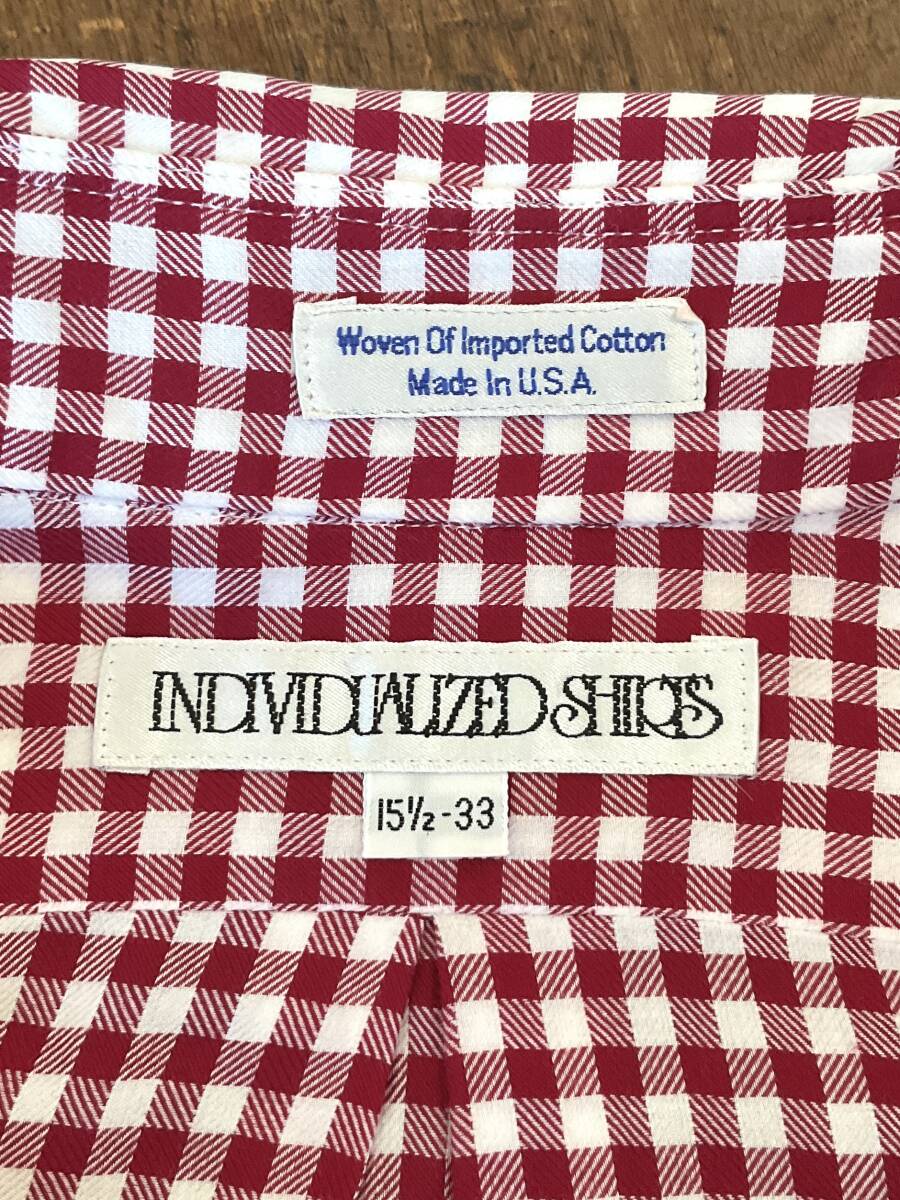 Woven Of Imported Cotton
Made In U.S.A.
INDIVIDUALIZED SHIRTS
15½-33